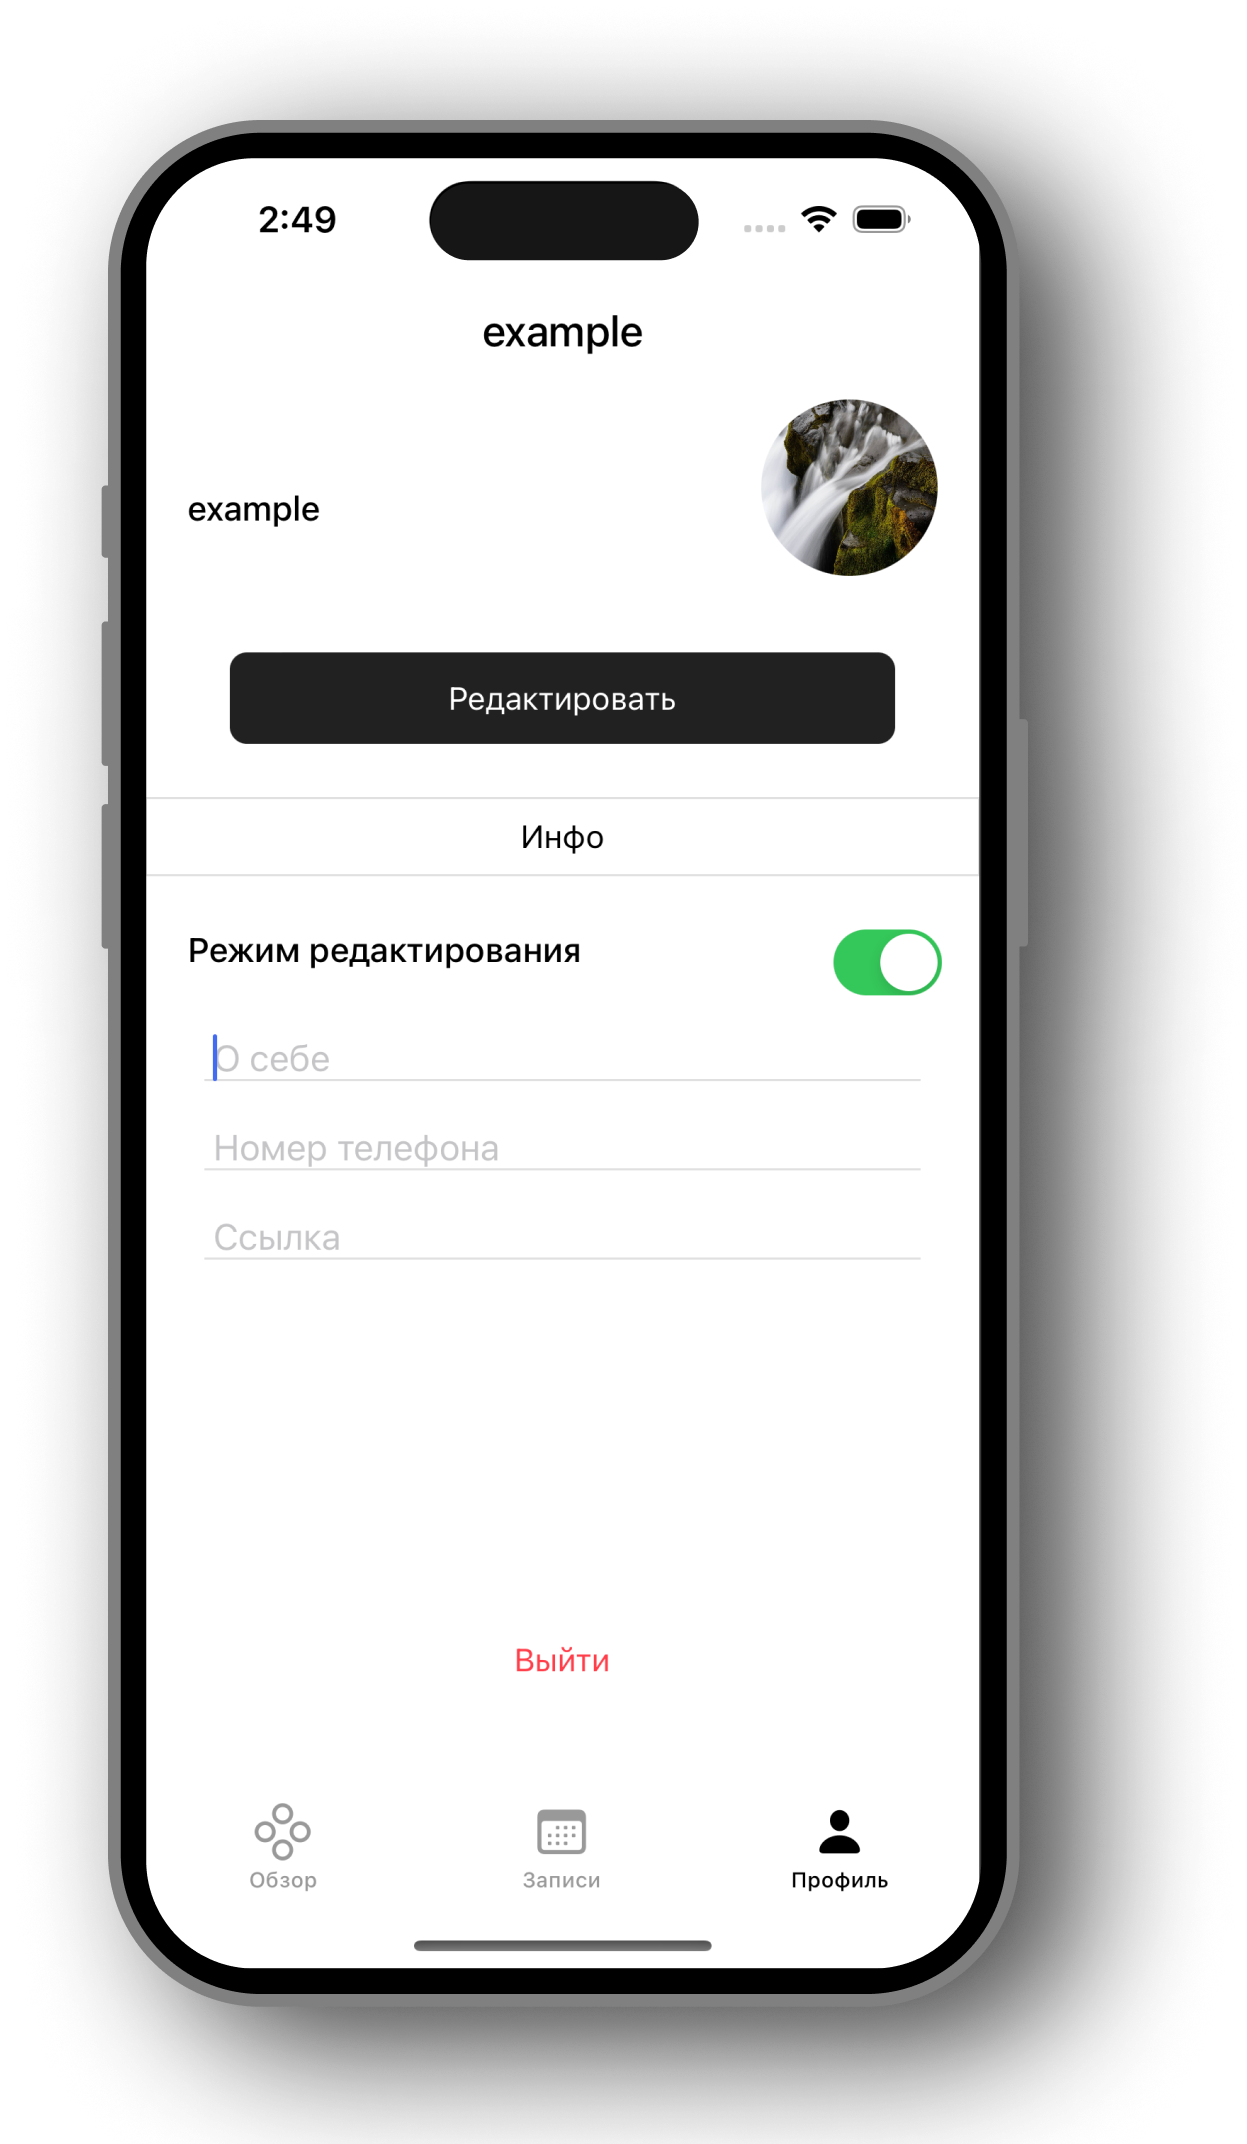 2:49
example
example
Редактировать
Инфо
Режим редактирования
О себе
Номер телефона
Ссылка
Выйти
Обзор
Записи
Профиль